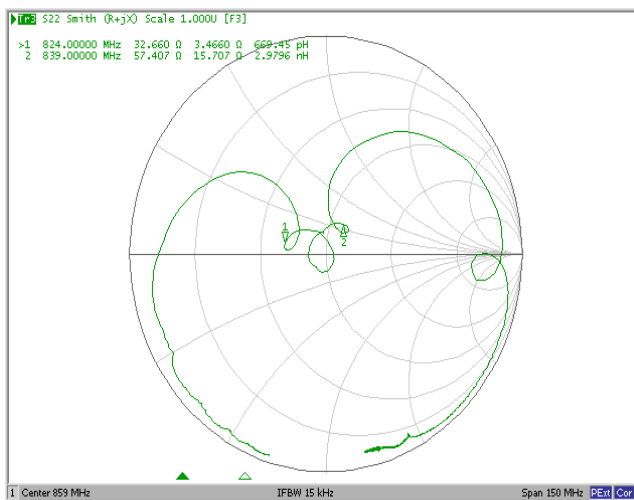 Tr3 S22 Smith (R+jX) Scale 1.000U [F3]
>1 824.00000 MHz 32.660 Ω 3.4660 Ω 669.45 pH
2 839.00000 MHz 57.407 Ω 15.707 Ω 2.9796 nH
1
2
1 Center 859 MHz IFBW 15 kHz Span 150 MHz PExt Cor